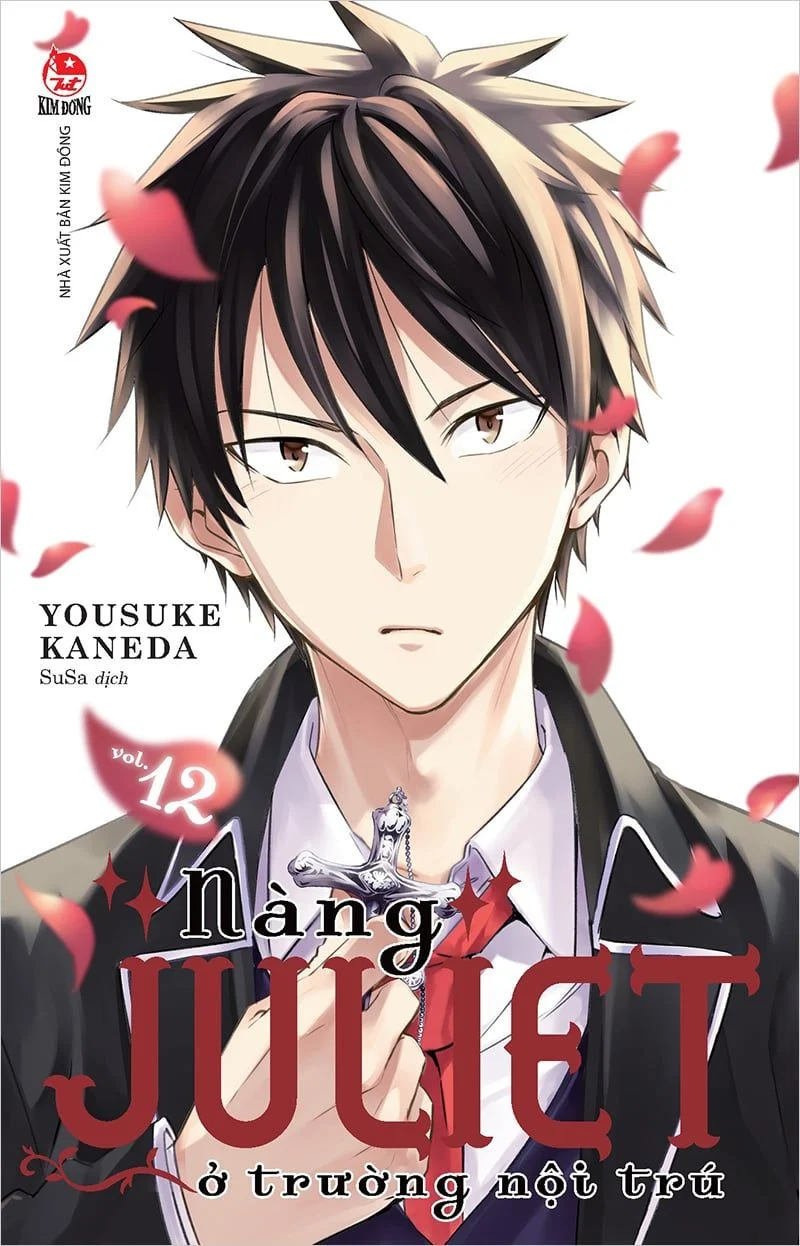 KIM ĐỒNG
NHÀ XUẤT BẢN KIM ĐỒNG
YOUSUKE
KANEDA
SuSa dịch
vol.
12
Nàng
JULIET
ở trường nội trú